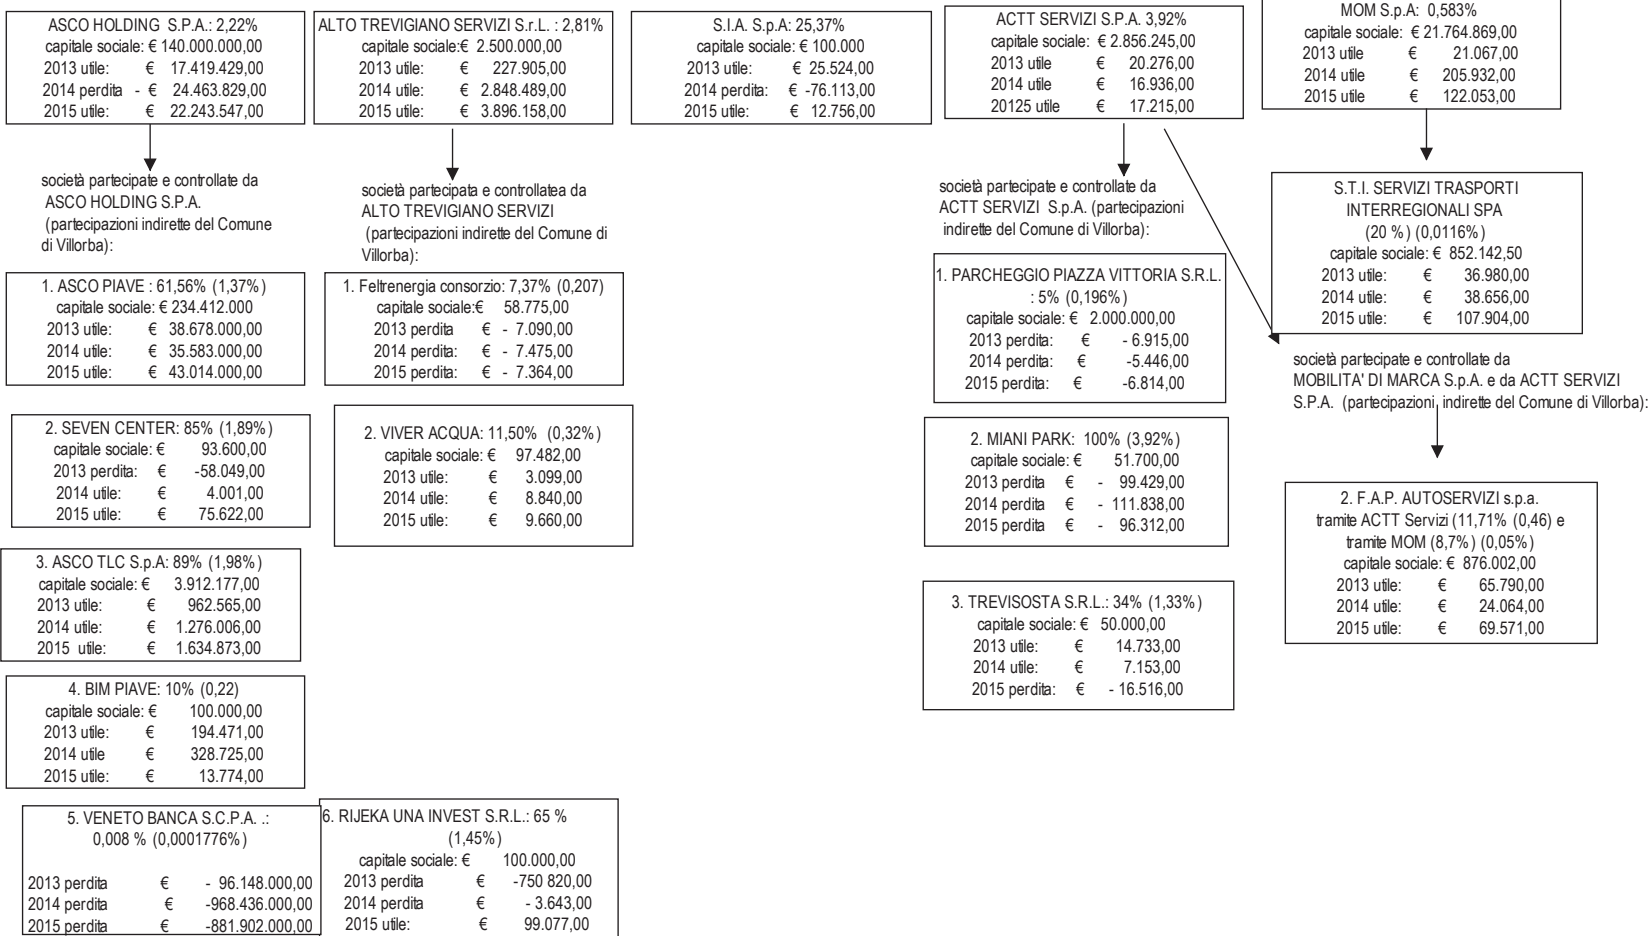 ASCO HOLDING S.P.A.: 2,22%
capitale sociale: € 140.000.000,00
2013 utile: € 17.419.429,00
2014 perdita - € 24.463.829,00
2015 utile: € 22.243.547,00
società partecipate e controllate da
ASCO HOLDING S.P.A.
(partecipazioni indirette del Comune
di Villorba):
1. ASCO PIAVE : 61,56% (1,37%)
capitale sociale: € 234.412.000
2013 utile: € 38.678.000,00
2014 utile: € 35.583.000,00
2015 utile: € 43.014.000,00
2. SEVEN CENTER: 85% (1,89%)
capitale sociale: € 93.600,00
2013 perdita: € -58.049,00
2014 utile: € 4.001,00
2015 utile: € 75.622,00
3. ASCO TLC S.p.A: 89% (1,98%)
capitale sociale: € 3.912.177,00
2013 utile: € 962.565,00
2014 utile: € 1.276.006,00
2015 utile: € 1.634.873,00
4. BIM PIAVE: 10% (0,22)
capitale sociale: € 100.000,00
2013 utile: € 194.471,00
2014 utile € 328.725,00
2015 utile: € 13.774,00
5. VENETO BANCA S.C.P.A. .:
0,008 % (0,0001776%)
2013 perdita € - 96.148.000,00
2014 perdita € -968.436.000,00
2015 perdita € -881.902.000,00
6. RIJEKA UNA INVEST S.R.L.: 65 %
(1,45%)
capitale sociale: € 100.000,00
2013 perdita € -750 820,00
2014 perdita € - 3.643,00
2015 utile: € 99.077,00
ALTO TREVIGIANO SERVIZI S.r.L. : 2,81%
capitale sociale:€ 2.500.000,00
2013 utile: € 227.905,00
2014 utile: € 2.848.489,00
2015 utile: € 3.896.158,00
società partecipata e controllatea da
ALTO TREVIGIANO SERVIZI
(partecipazioni indirette del Comune di
Villorba):
1. Feltrenergia consorzio: 7,37% (0,207)
capitale sociale:€ 58.775,00
2013 perdita € - 7.090,00
2014 perdita: € - 7.475,00
2015 perdita: € - 7.364,00
2. VIVER ACQUA: 11,50% (0,32%)
capitale sociale: € 97.482,00
2013 utile: € 3.099,00
2014 utile: € 8.840,00
2015 utile: € 9.660,00
S.I.A. S.p.A: 25,37%
capitale sociale: € 100.000
2013 utile: € 25.524,00
2014 perdita: € -76.113,00
2015 utile: € 12.756,00
ACTT SERVIZI S.P.A. 3,92%
capitale sociale: € 2.856.245,00
2013 utile € 20.276,00
2014 utile € 16.936,00
20125 utile € 17.215,00
società partecipate e controllate da
ACTT SERVIZI S.p.A. (partecipazioni
indirette del Comune di Villorba):
1. PARCHEGGIO PIAZZA VITTORIA S.R.L.
: 5% (0,196%)
capitale sociale: € 2.000.000,00
2013 perdita: € - 6.915,00
2014 perdita: € -5.446,00
2015 perdita: € -6.814,00
2. MIANI PARK: 100% (3,92%)
capitale sociale: € 51.700,00
2013 perdita € - 99.429,00
2014 perdita € - 111.838,00
2015 perdita € - 96.312,00
3. TREVISOSTA S.R.L.: 34% (1,33%)
capitale sociale: € 50.000,00
2013 utile: € 14.733,00
2014 utile: € 7.153,00
2015 perdita: € - 16.516,00
MOM S.p.A: 0,583%
capitale sociale: € 21.764.869,00
2013 utile € 21.067,00
2014 utile € 205.932,00
2015 utile € 122.053,00
S.T.I. SERVIZI TRASPORTI
INTERREGIONALI SPA
(20 %) (0,0116%)
capitale sociale: € 852.142,50
2013 utile: € 36.980,00
2014 utile: € 38.656,00
2015 utile: € 107.904,00
società partecipate e controllate da
MOBILITA' DI MARCA S.p.A. e da ACTT SERVIZI
S.P.A. (partecipazioni indirette del Comune di Villorba):
2. F.A.P. AUTOSERVIZI s.p.a.
tramite ACTT Servizi (11,71% (0,46) e
tramite MOM (8,7%) (0,05%)
capitale sociale: € 876.002,00
2013 utile: € 65.790,00
2014 utile: € 24.064,00
2015 utile: € 69.571,00